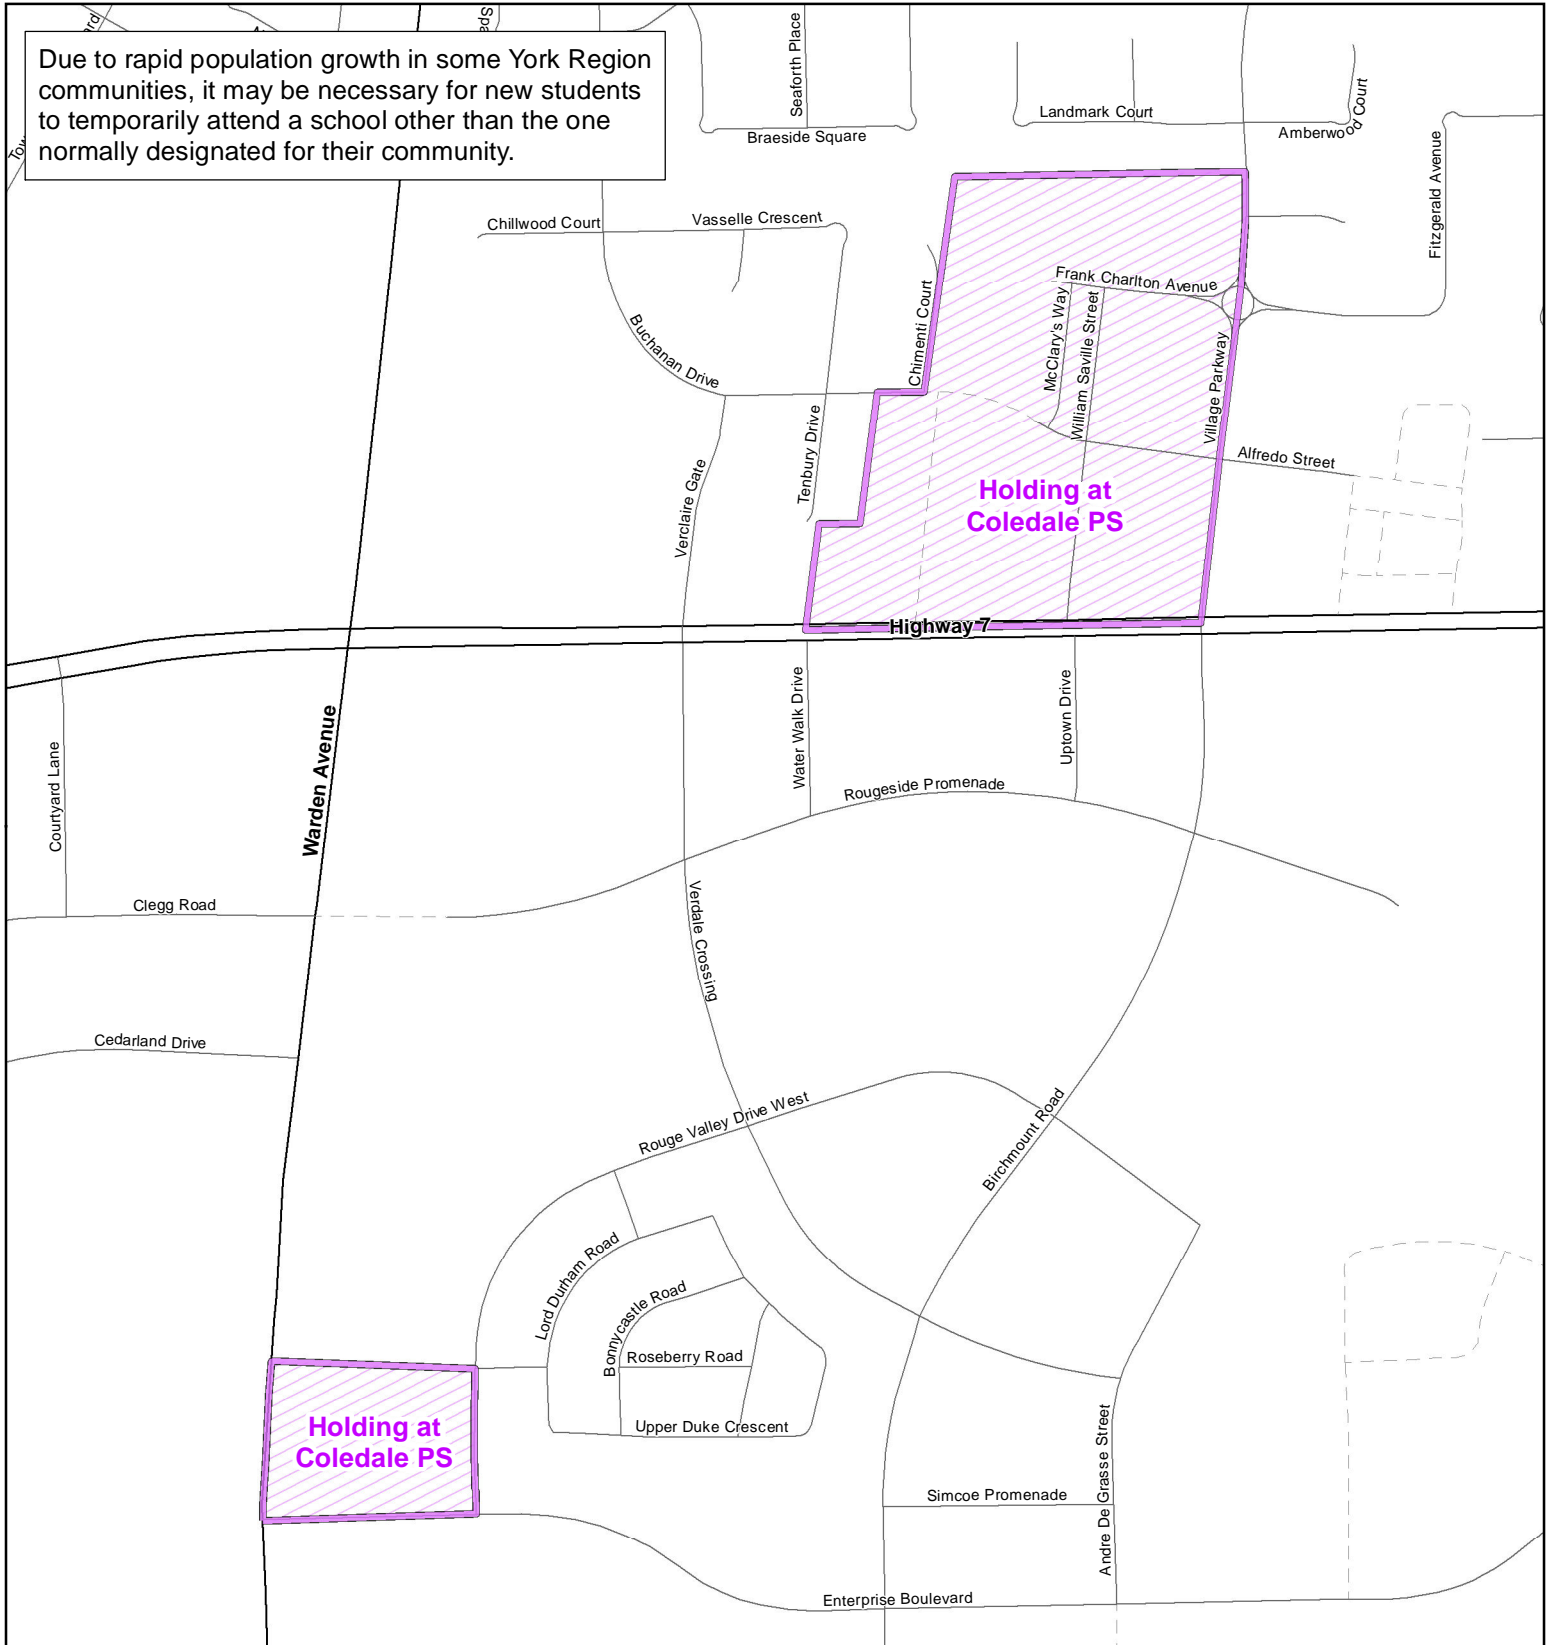 Due to rapid population growth in some York Region
communities, it may be necessary for new students
to temporarily attend a school other than the one
normally designated for their community.
Seaforth Place
Braeside Square
Landmark Court
Amberwood Court
Fitzgerald Avenue
Chillwood Court
Vasselle Crescent
Buchanan Drive
Chimenti Court
Frank Charlton Avenue
McClary's Way
William Saville Street
Village Parkway
Tenbury Drive
Verclaire Gate
Alfredo Street
Holding at
Coledale PS
Highway 7
Courtyard Lane
Warden Avenue
Water Walk Drive
Uptown Drive
Rougeside Promenade
Clegg Road
Verdale Crossing
Cedarland Drive
Rouge Valley Drive West
Birchmount Road
Lord Durham Road
Bonnycastle Road
Roseberry Road
Upper Duke Crescent
Holding at
Coledale PS
Simcoe Promenade
Andre De Grasse Street
Enterprise Boulevard